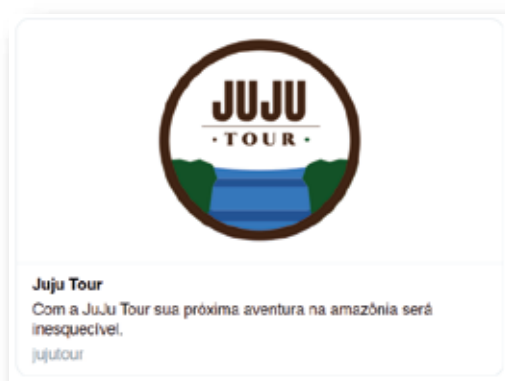 JUJU
· TOUR ·
Juju Tour
Com a JuJu Tour sua próxima aventura na amazônia será
inesquecível.
jujutour